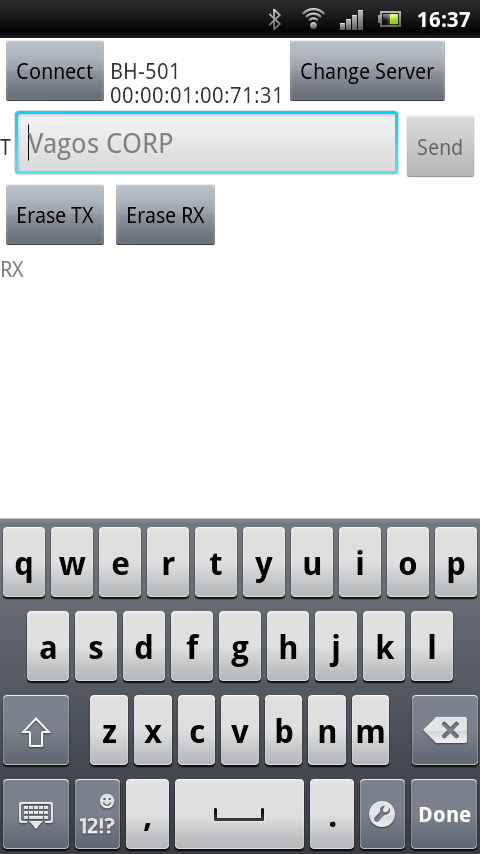 16:37
Connect
BH-501
00:00:01:00:71:31
Change Server
T
Vagos CORP
Send
Erase TX
Erase RX
RX
q w e r t y u i o p
a s d f g h j k l
z x c v b n m
12!? , . Done